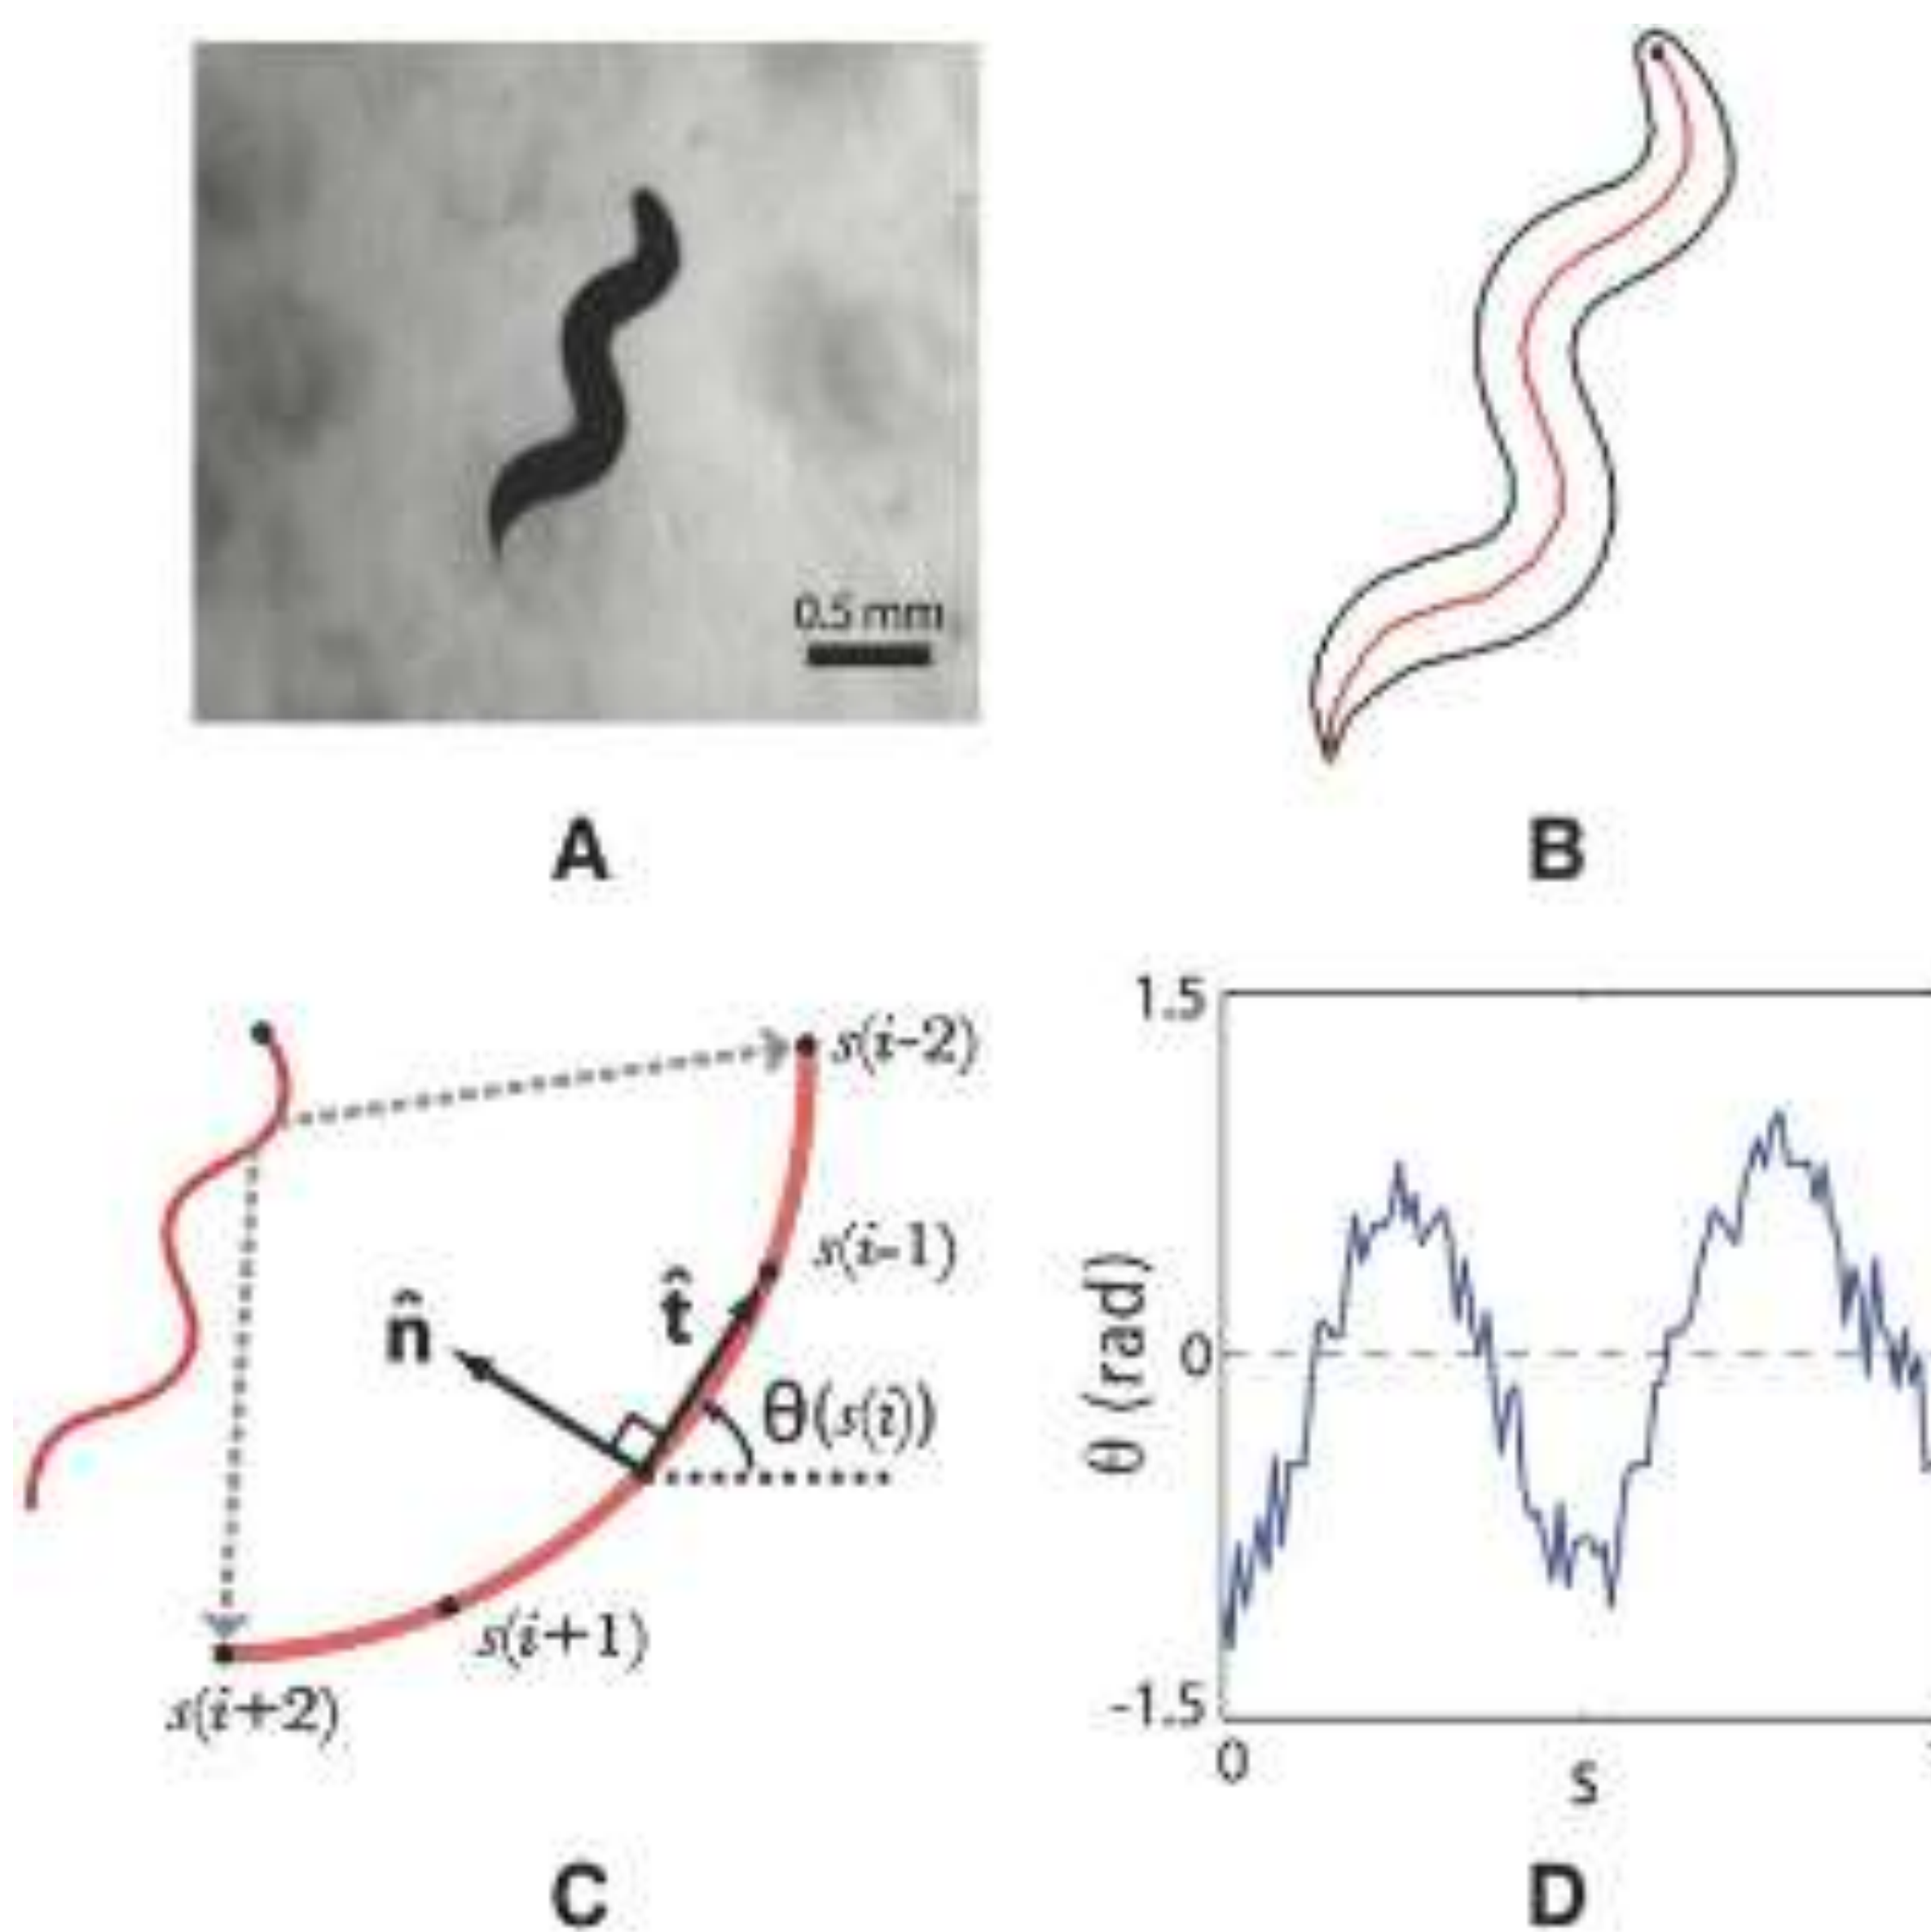 0.5 mm
A
B
s(i-2)
s(i-1)
n̂
t̂
θ(s(i))
s(i+1)
s(i+2)
C
1.5
0
-1.5
θ (rad)
0
s
D